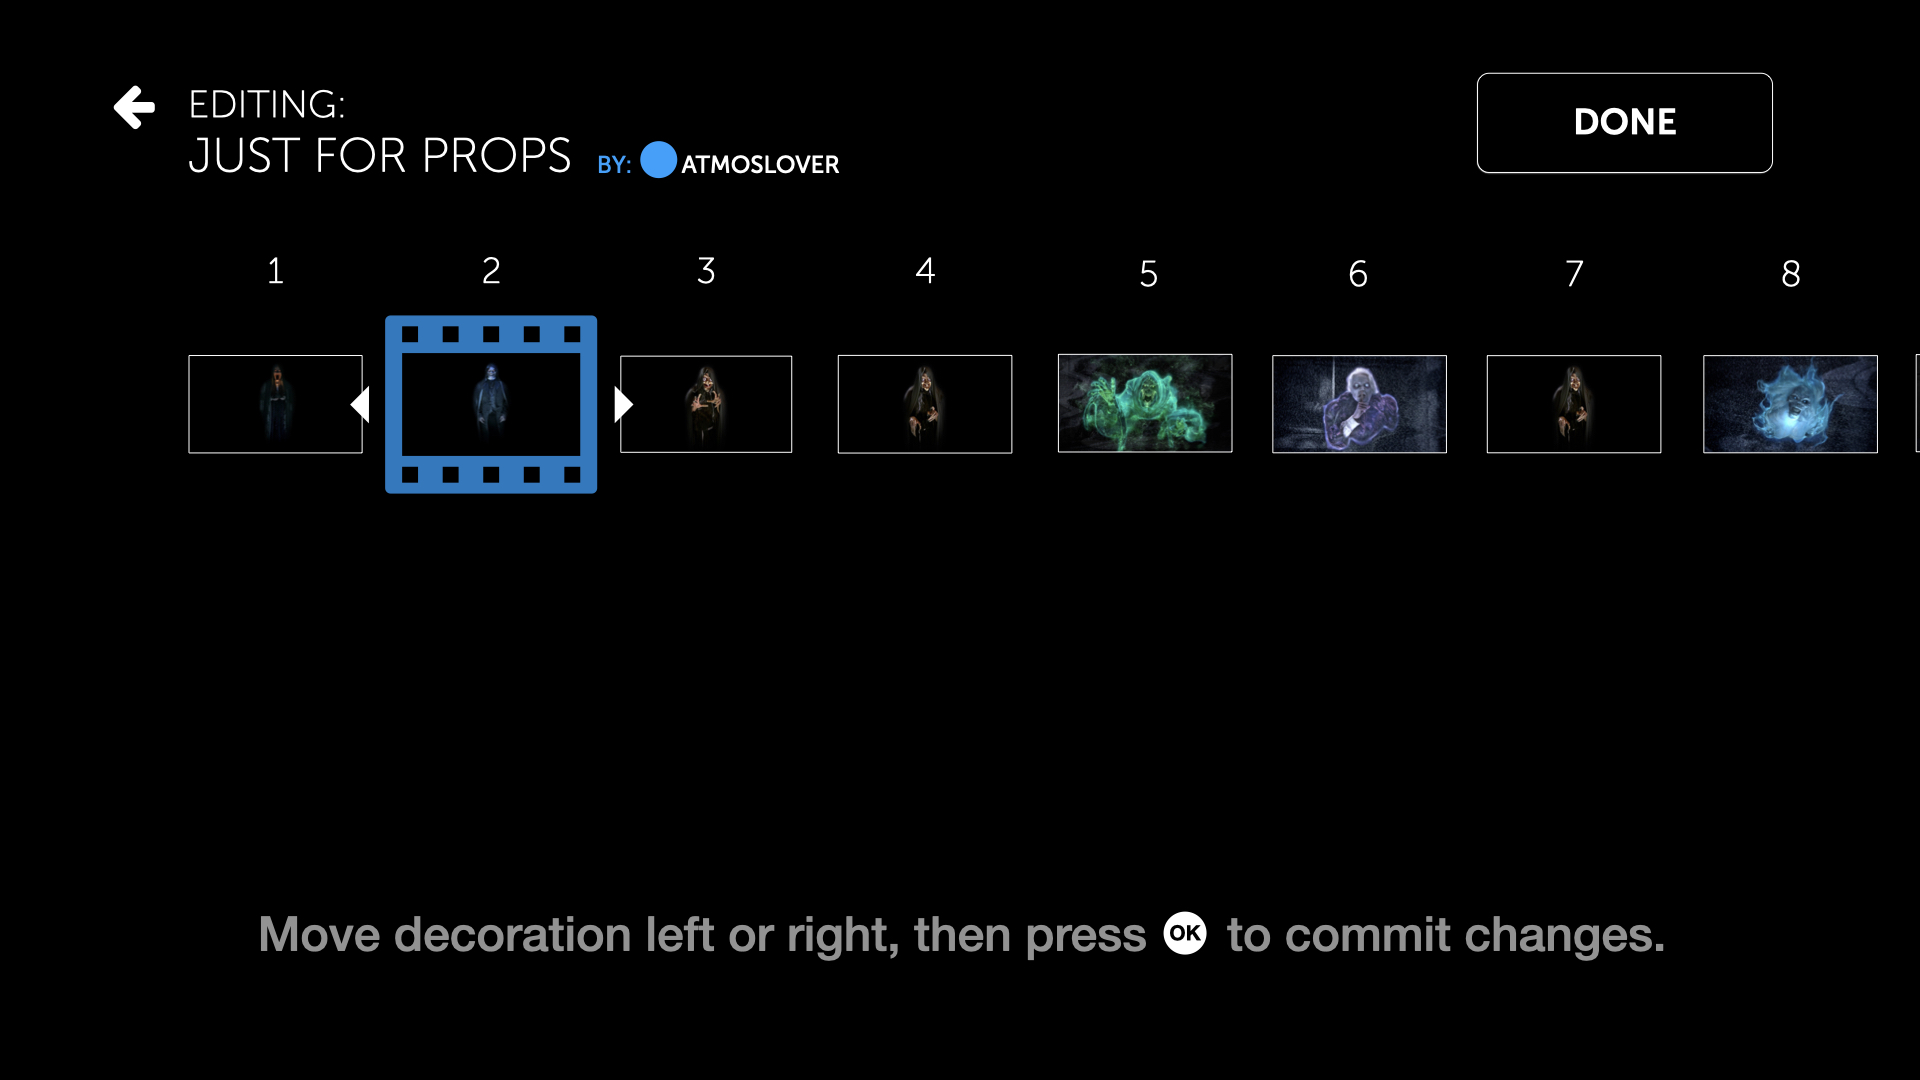 EDITING:
JUST FOR PROPS BY: ATMOSLOVER
DONE
1 2 3 4 5 6 7 8
Move decoration left or right, then press OK to commit changes.